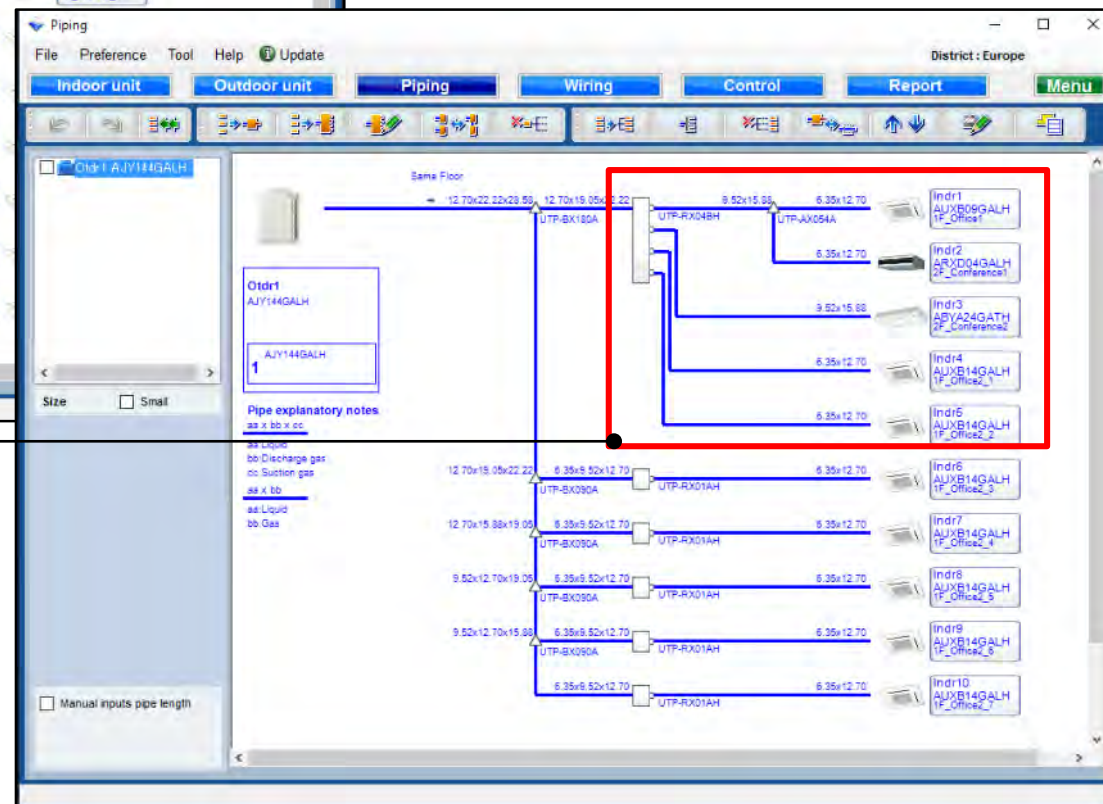 Piping
File Preference Tool Help Update District : Europe
Indoor unit Outdoor unit Piping Wiring Control Report Menu
Otdr1 AJY144GALH
Size Small
Manual inputs pipe length
Same Floor
12.70x22.22x28.58 12.70x19.05x22.22
UTP-BX180A
UTP-RX04BH
9.52x15.88
UTP-AX054A
6.35x12.70
Indr1
AUXB09GALH
1F_Office1
6.35x12.70
Indr2
ARXD04GALH
2F_Conference1
9.52x15.88
Indr3
ABYA24GATH
2F_Conference2
6.35x12.70
Indr4
AUXB14GALH
1F_Office2_1
6.35x12.70
Indr5
AUXB14GALH
1F_Office2_2
Otdr1
AJY144GALH
AJY144GALH
1
Pipe explanatory notes
aa x bb x cc
aa:Liquid
bb:Discharge gas
cc:Suction gas
aa x bb
aa:Liquid
bb:Gas
12.70x19.05x22.22 6.35x9.52x12.70 6.35x12.70
UTP-BX090A UTP-RX01AH
Indr6
AUXB14GALH
1F_Office2_3
12.70x15.88x19.05 6.35x9.52x12.70 6.35x12.70
UTP-BX090A UTP-RX01AH
Indr7
AUXB14GALH
1F_Office2_4
9.52x12.70x19.05 6.35x9.52x12.70 6.35x12.70
UTP-BX090A UTP-RX01AH
Indr8
AUXB14GALH
1F_Office2_5
9.52x12.70x15.88 6.35x9.52x12.70 6.35x12.70
UTP-BX090A UTP-RX01AH
Indr9
AUXB14GALH
1F_Office2_6
6.35x9.52x12.70 6.35x12.70
UTP-RX01AH
Indr10
AUXB14GALH
1F_Office2_7